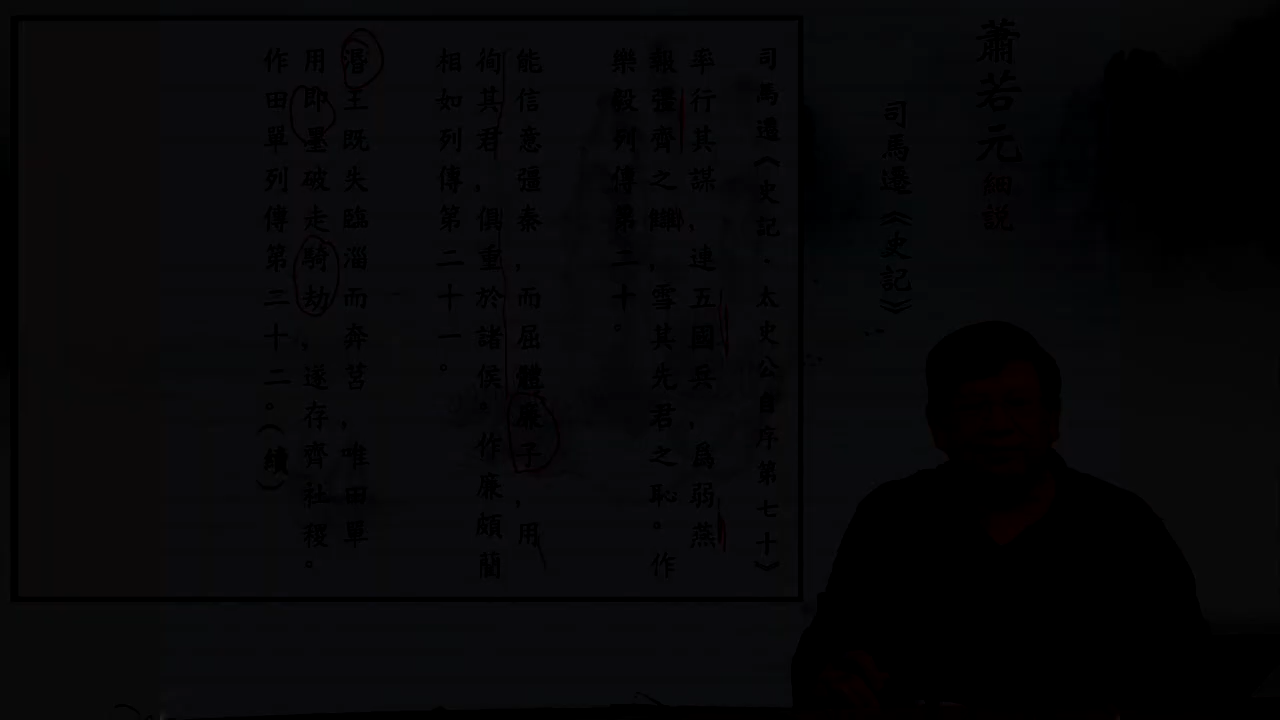 蕭若元細說
司馬遷《史記》
司馬遷《史記．太史公自序第七十》
率行其謀，連五國兵，為弱燕
報彊齊之讎，雪其先君之恥。作
樂毅列傳第二十。
能信意彊秦，而屈體廉子，用
徇其君，俱重於諸侯。作廉頗藺
相如列傳第二十一。
湣王既失臨淄而奔莒，唯田單
用即墨破走騎劫，遂存齊社稷。
作田單列傳第二十二。（續）